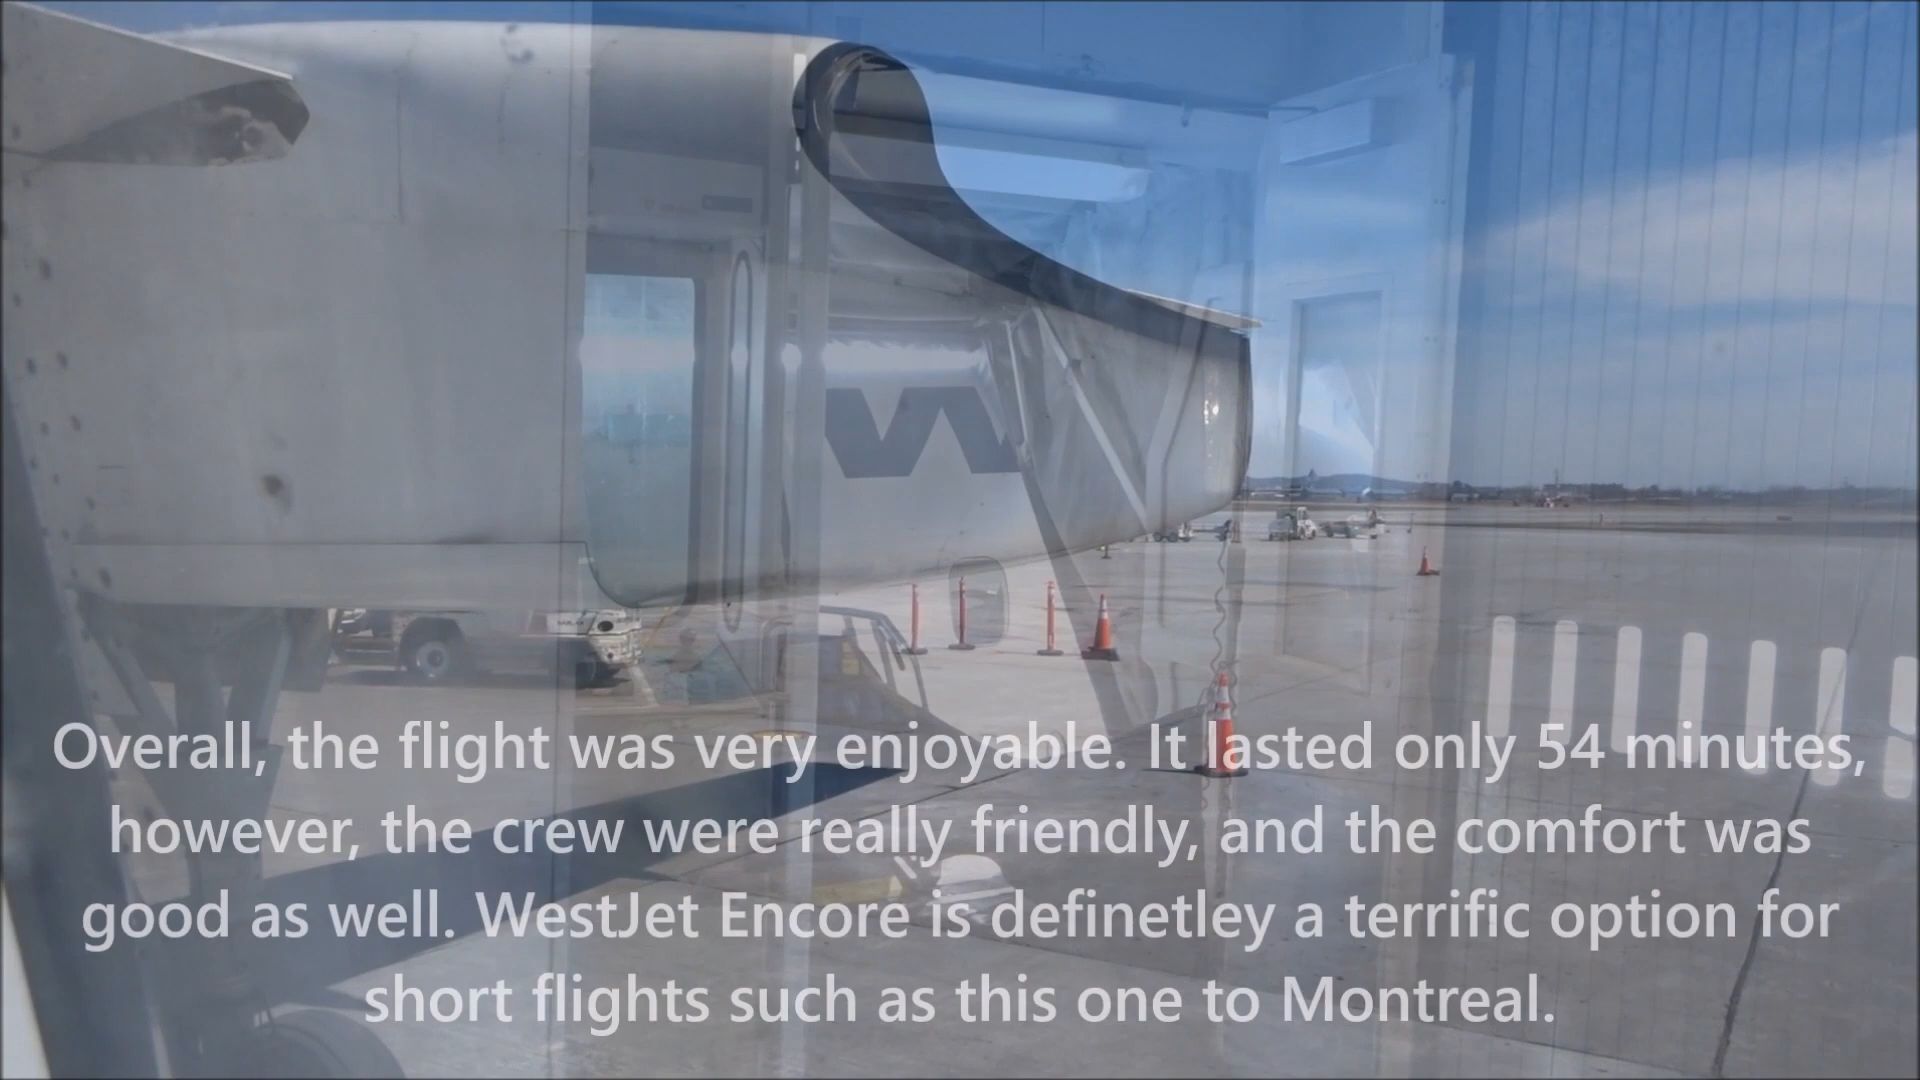 Overall, the flight was very enjoyable. It lasted only 54 minutes,
however, the crew were really friendly, and the comfort was
good as well. WestJet Encore is definetley a terrific option for
short flights such as this one to Montreal.